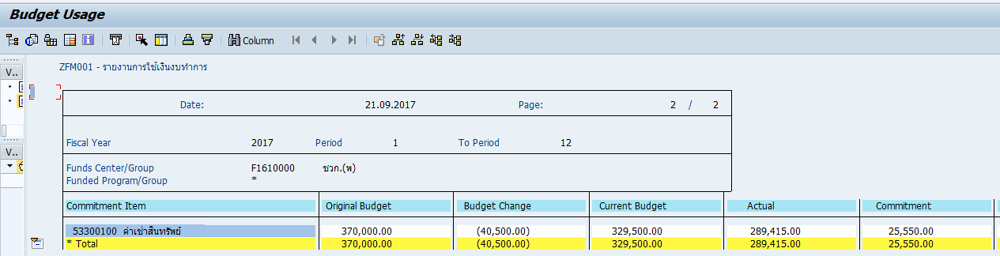 Budget Usage
Column
ZFM001 - รายงานการใช้เงินงบทำการ
V..
Date: 21.09.2017 Page: 2 / 2
Fiscal Year 2017 Period 1 To Period 12
V..
Funds Center/Group F1610000 ชวก.(พ)
Funded Program/Group *
Commitment Item Original Budget Budget Change Current Budget Actual Commitment
53300100 ค่าเช่าสินทรัพย์ 370,000.00 (40,500.00) 329,500.00 289,415.00 25,550.00
* Total 370,000.00 (40,500.00) 329,500.00 289,415.00 25,550.00